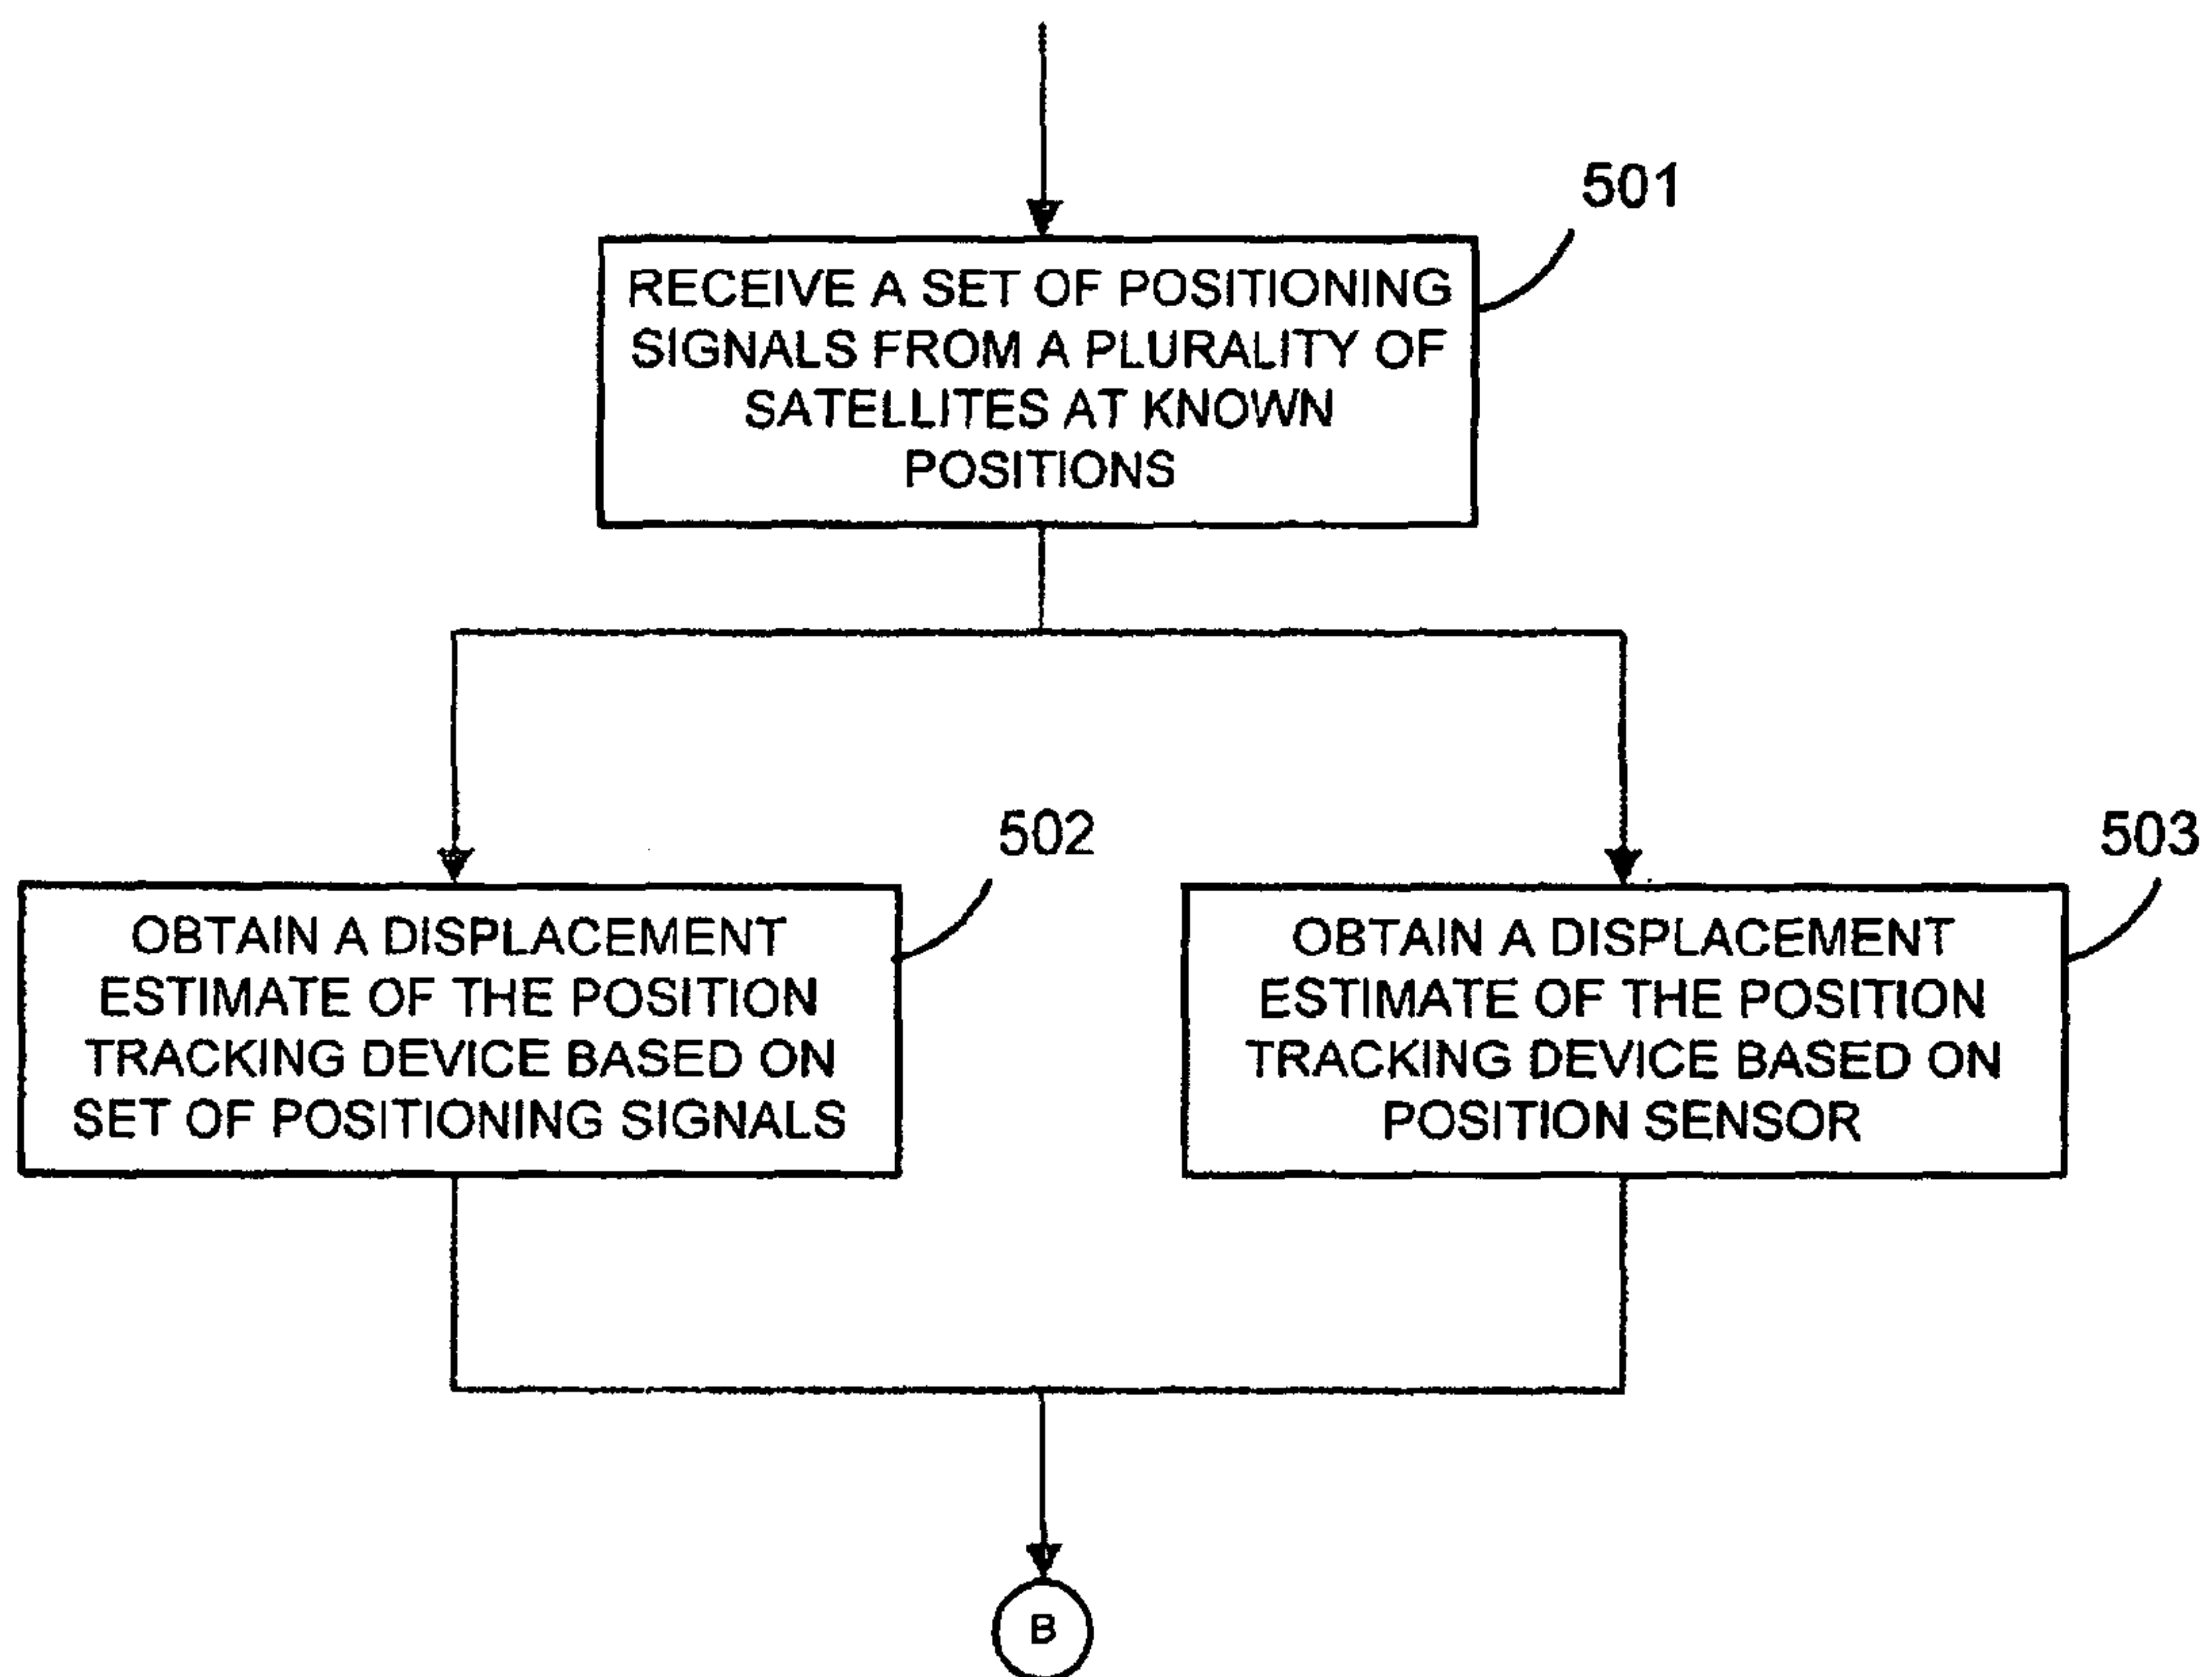 501
RECEIVE A SET OF POSITIONING
SIGNALS FROM A PLURALITY OF
SATELLITES AT KNOWN
POSITIONS
502
OBTAIN A DISPLACEMENT
ESTIMATE OF THE POSITION
TRACKING DEVICE BASED ON
SET OF POSITIONING SIGNALS
503
OBTAIN A DISPLACEMENT
ESTIMATE OF THE POSITION
TRACKING DEVICE BASED ON
POSITION SENSOR
B